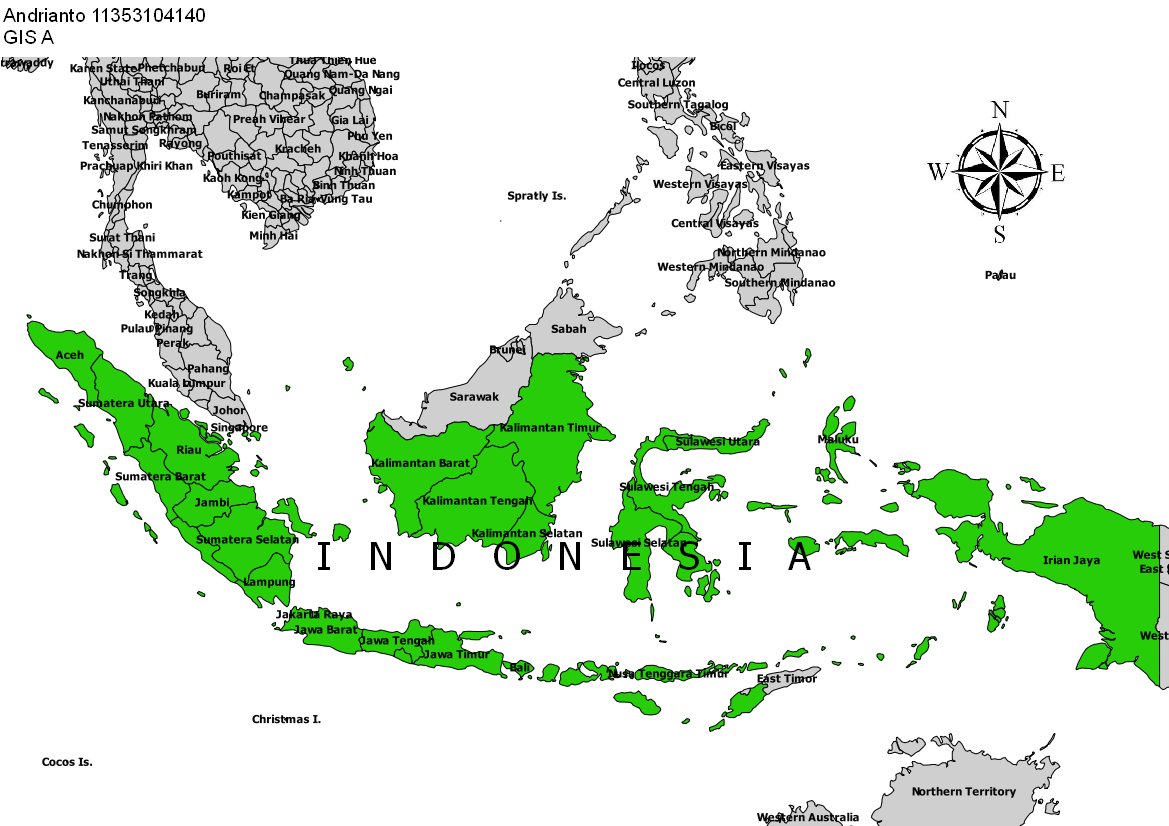 Andrianto 11353104140
GIS A
Karen State
Phetchabun
Roi Et
Thua Thien Hue
Quang Nam-Da Nang
Uthai Thani
Quang Ngai
Kanchanaburi
Buriram
Champasak
Nakhon Pathom
Preah Vihear
Gia Lai
Samut Songkhram
Phu Yen
Tenasserim
Rayong
Kracheh
Pouthisat
Khanh Hoa
Prachuap Khiri Khan
Ninh Thuan
Kaoh Kong
Binh Thuan
Kampot
Ba Ria-Vung Tau
Chumphon
Kien Giang
Minh Hai
Surat Thani
Nakhon Si Thammarat
Trang
Songkhla
Kedah
Pulau Pinang
Perak
Pahang
Kuala Lumpur
Johor
Singapore
Ilocos
Central Luzon
Southern Tagalog
Bicol
Eastern Visayas
Western Visayas
Spratly Is.
Central Visayas
Northern Mindanao
Western Mindanao
Southern Mindanao
Palau
N
W
E
S
Sabah
Brunei
Sarawak
Aceh
Sumatera Utara
Riau
Sumatera Barat
Jambi
Sumatera Selatan
Lampung
Kalimantan Timur
Kalimantan Barat
Kalimantan Tengah
Kalimantan Selatan
Sulawesi Utara
Sulawesi Tengah
Sulawesi Selatan
Maluku
INDONESIA
Irian Jaya
West S
East S
West
Jakarta Raya
Jawa Barat
Jawa Tengah
Jawa Timur
Bali
Nusa Tenggara Timur
East Timor
Christmas I.
Cocos Is.
Northern Territory
Western Australia